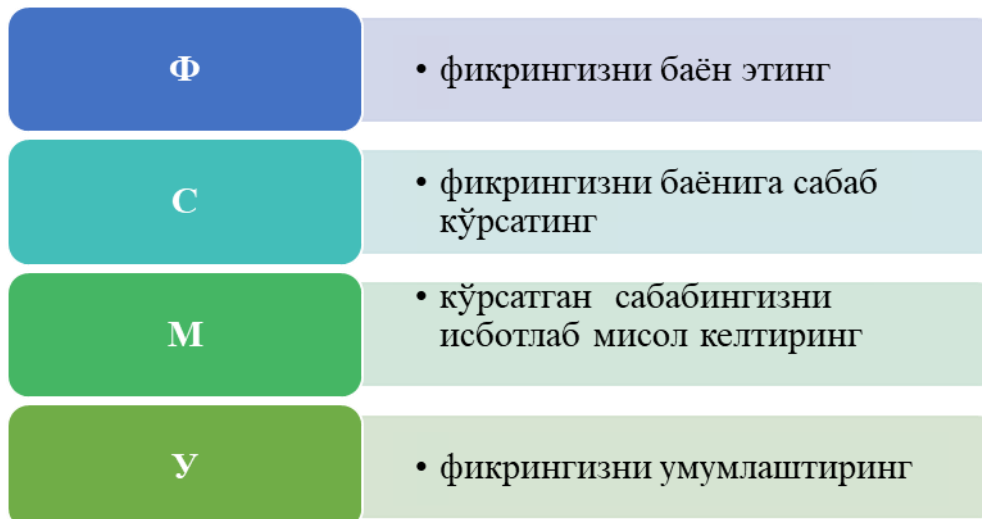 Ф
• фикрингизни баён этинг
С
• фикрингизни баёнига сабаб
кўрсатинг
М
• кўрсатган сабабингизни
исботлаб мисол келтиринг
У
• фикрингизни умумлаштиринг